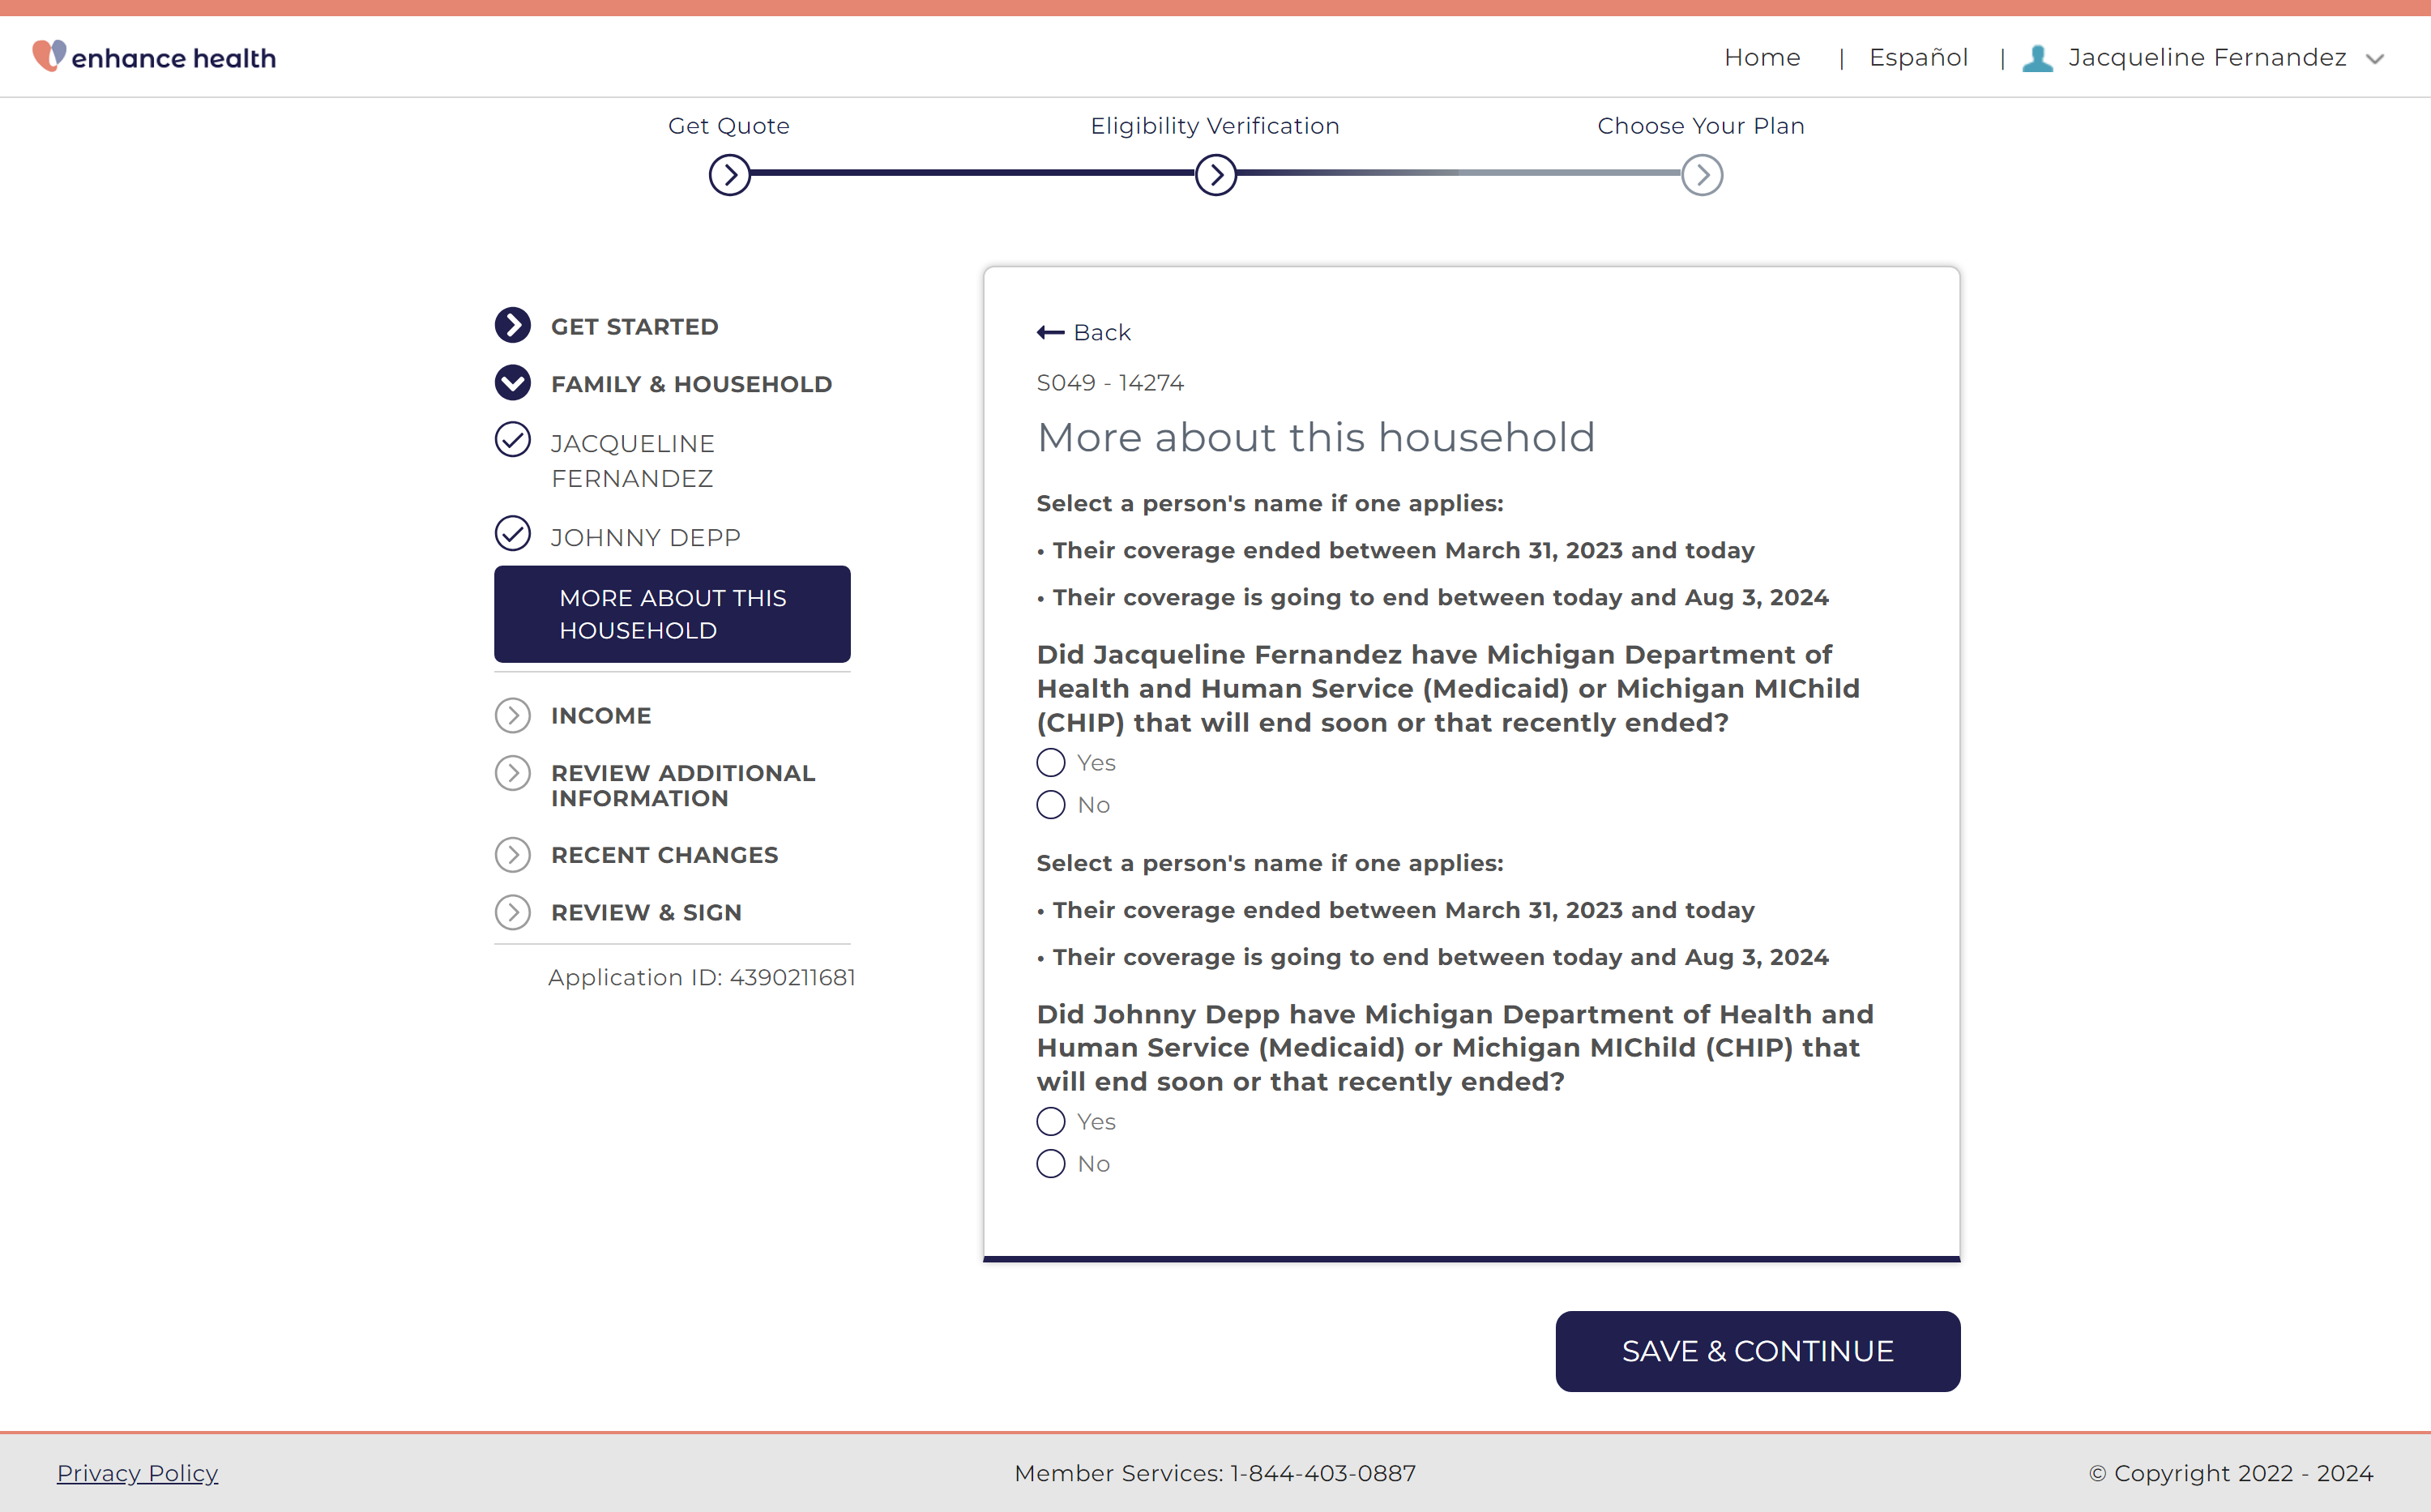 enhance health
Home | Español | Jacqueline Fernandez
Get Quote
Eligibility Verification
Choose Your Plan
GET STARTED
FAMILY & HOUSEHOLD
JACQUELINE
FERNANDEZ
JOHNNY DEPP
MORE ABOUT THIS
HOUSEHOLD
INCOME
REVIEW ADDITIONAL
INFORMATION
RECENT CHANGES
REVIEW & SIGN
Application ID: 4390211681
Back
S049 - 14274
More about this household
Select a person's name if one applies:
• Their coverage ended between March 31, 2023 and today
• Their coverage is going to end between today and Aug 3, 2024
Did Jacqueline Fernandez have Michigan Department of
Health and Human Service (Medicaid) or Michigan MIChild
(CHIP) that will end soon or that recently ended?
Yes
No
Select a person's name if one applies:
• Their coverage ended between March 31, 2023 and today
• Their coverage is going to end between today and Aug 3, 2024
Did Johnny Depp have Michigan Department of Health and
Human Service (Medicaid) or Michigan MIChild (CHIP) that
will end soon or that recently ended?
Yes
No
SAVE & CONTINUE
Privacy Policy
Member Services: 1-844-403-0887
© Copyright 2022 - 2024